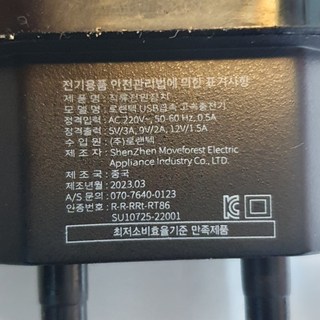 전기용품 안전관리법에 의한 표기사항
제 품 명 : 직류전원장치
모 델 명 : 로랜텍 USB급속 고속충전기
정격입력 : AC 220V~, 50-60 Hz, 0.5A
정격출력 : 5V/3A, 9V/2A, 12V/1.5A
수 입 원 : (주)로랜텍
제 조 자 : ShenZhen Moveforest Electric
Appliance Industry Co., LTD.
제 조 국 : 중국
제조년월 : 2023.03
A/S 문의 : 070-7640-0123
인증번호 : R-R-RRt-RT86
SU10725-22001
최저소비효율기준 만족제품